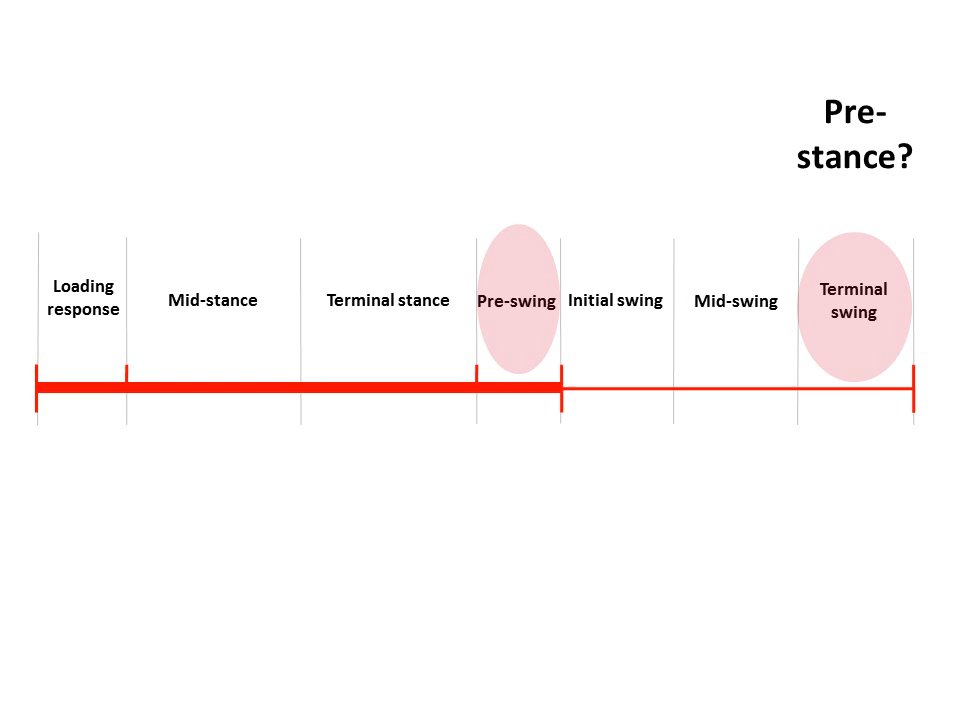 Pre-
stance?
Loading
response
Mid-stance
Terminal stance
Pre-swing
Initial swing
Mid-swing
Terminal
swing